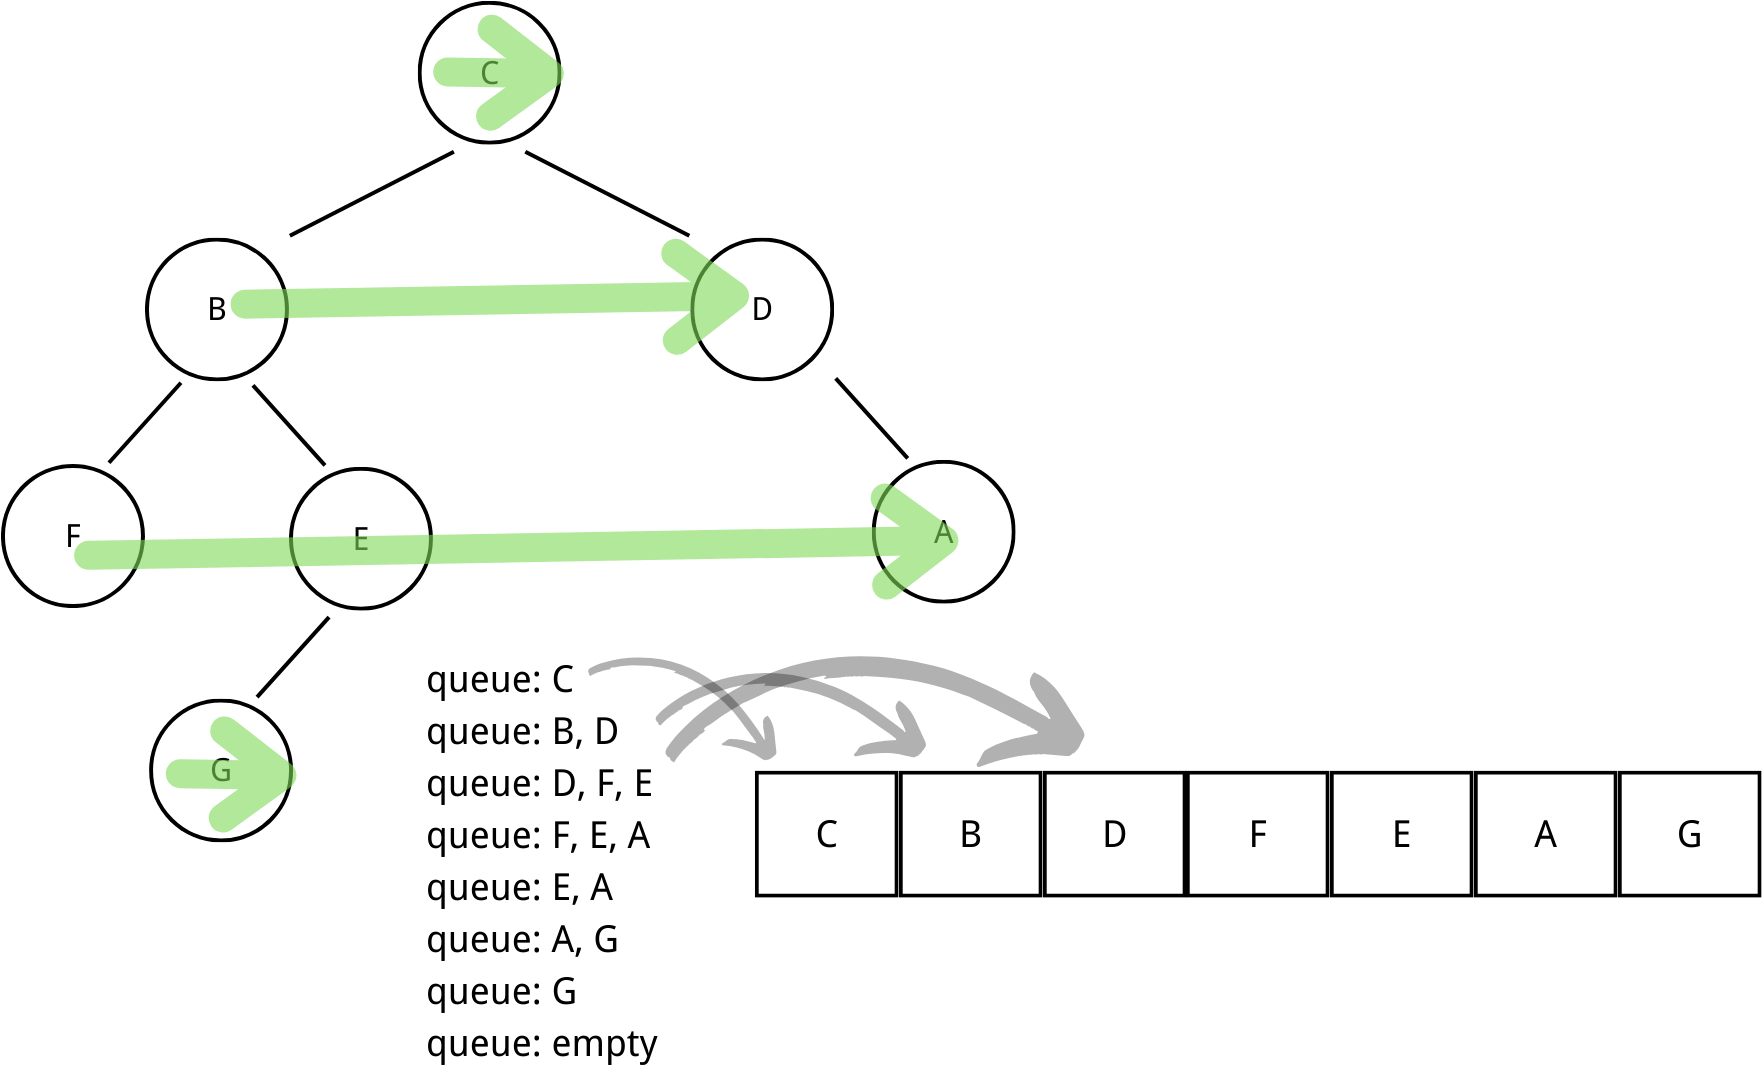 C
B
D
F
E
A
G
queue: C
queue: B, D
queue: D, F, E
queue: F, E, A
queue: E, A
queue: A, G
queue: G
queue: empty
C B D F E A G